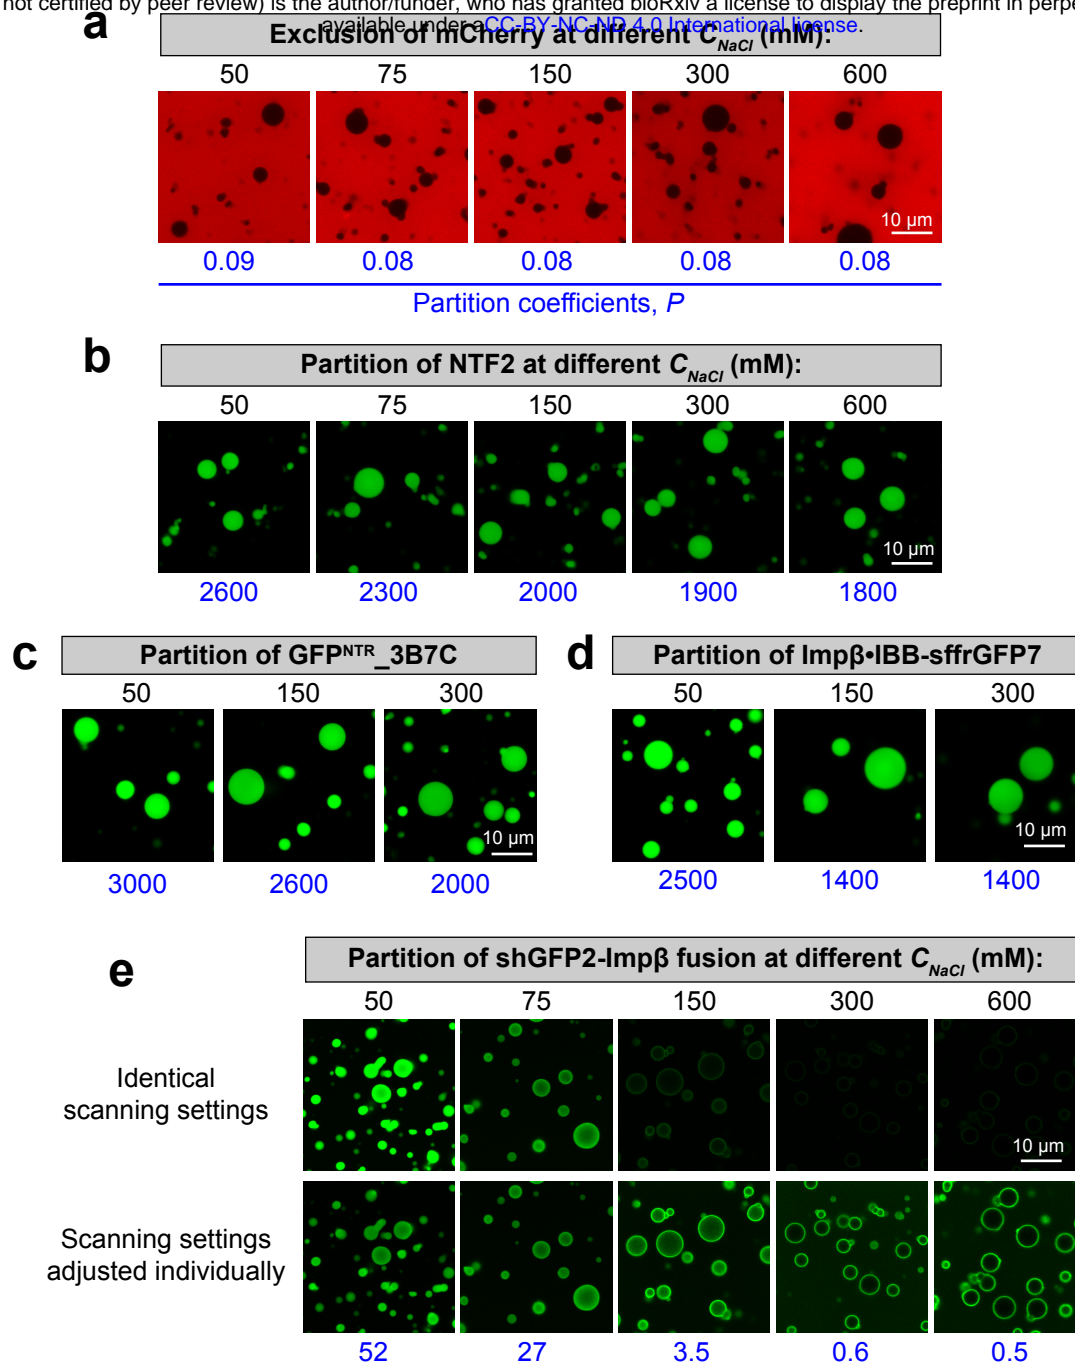 not certified by peer review) is the author/funder, who has granted bioRxiv a license to display the preprint in perpe
available under aCC-BY-NC-ND 4.0 International license.
a
Exclusion of mCherry at different C_NaCl (mM):
50 75 150 300 600
10 µm
0.09 0.08 0.08 0.08 0.08
Partition coefficients, P
b
Partition of NTF2 at different C_NaCl (mM):
50 75 150 300 600
10 µm
2600 2300 2000 1900 1800
c
Partition of GFP^NTR_3B7C
50 150 300
10 µm
3000 2600 2000
d
Partition of Impβ•IBB-sffrGFP7
50 150 300
10 µm
2500 1400 1400
e
Partition of shGFP2-Impβ fusion at different C_NaCl (mM):
50 75 150 300 600
Identical
scanning settings
10 µm
Scanning settings
adjusted individually
52 27 3.5 0.6 0.5